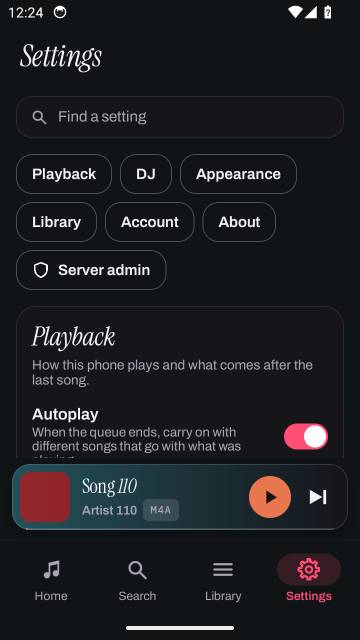 12:24
Settings
Find a setting
Playback
DJ
Appearance
Library
Account
About
Server admin
Playback
How this phone plays and what comes after the
last song.
Autoplay
When the queue ends, carry on with
different songs that go with what was
Song 110
Artist 110
M4A
Home
Search
Library
Settings